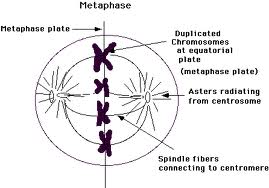 Metaphase
Metaphase plate
Duplicated
Chromosomes
at equatorial
plate
(metaphase plate)
Asters radiating
from centrosome
Spindle fibers
connecting to centromere